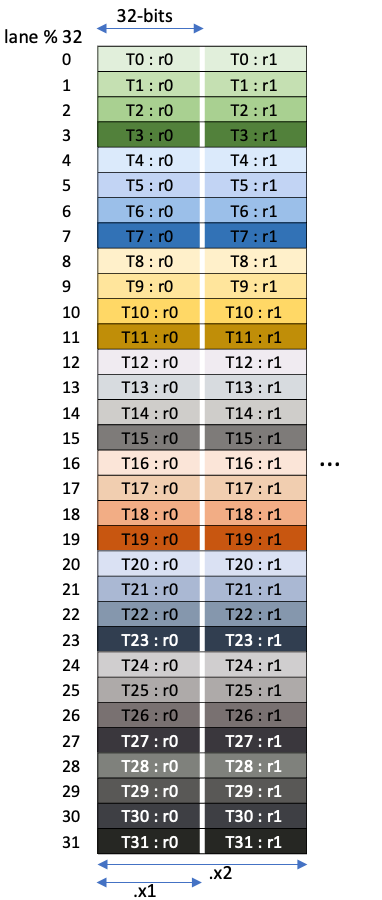 32-bits
lane % 32
0 T0 : r0 T0 : r1
1 T1 : r0 T1 : r1
2 T2 : r0 T2 : r1
3 T3 : r0 T3 : r1
4 T4 : r0 T4 : r1
5 T5 : r0 T5 : r1
6 T6 : r0 T6 : r1
7 T7 : r0 T7 : r1
8 T8 : r0 T8 : r1
9 T9 : r0 T9 : r1
10 T10 : r0 T10 : r1
11 T11 : r0 T11 : r1
12 T12 : r0 T12 : r1
13 T13 : r0 T13 : r1
14 T14 : r0 T14 : r1
15 T15 : r0 T15 : r1
16 T16 : r0 T16 : r1 ...
17 T17 : r0 T17 : r1
18 T18 : r0 T18 : r1
19 T19 : r0 T19 : r1
20 T20 : r0 T20 : r1
21 T21 : r0 T21 : r1
22 T22 : r0 T22 : r1
23 T23 : r0 T23 : r1
24 T24 : r0 T24 : r1
25 T25 : r0 T25 : r1
26 T26 : r0 T26 : r1
27 T27 : r0 T27 : r1
28 T28 : r0 T28 : r1
29 T29 : r0 T29 : r1
30 T30 : r0 T30 : r1
31 T31 : r0 T31 : r1
.x2
.x1